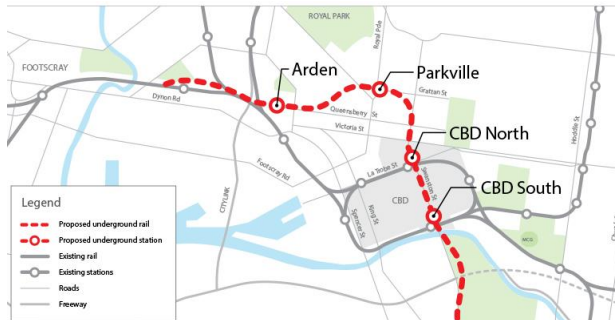 ROYAL PARK
Royal Pde
FOOTSCRAY
Arden
Parkville
Dynon Rd
Grattan St
Queensberry St
Victoria St
Hoddle St
CBD North
Footscray Rd
La Trobe St
Swanston St
CITYLINK
CBD
CBD South
King St
Spencer St
MCG
Legend
Proposed underground rail
Proposed underground station
Existing rail
Existing stations
Roads
Freeway